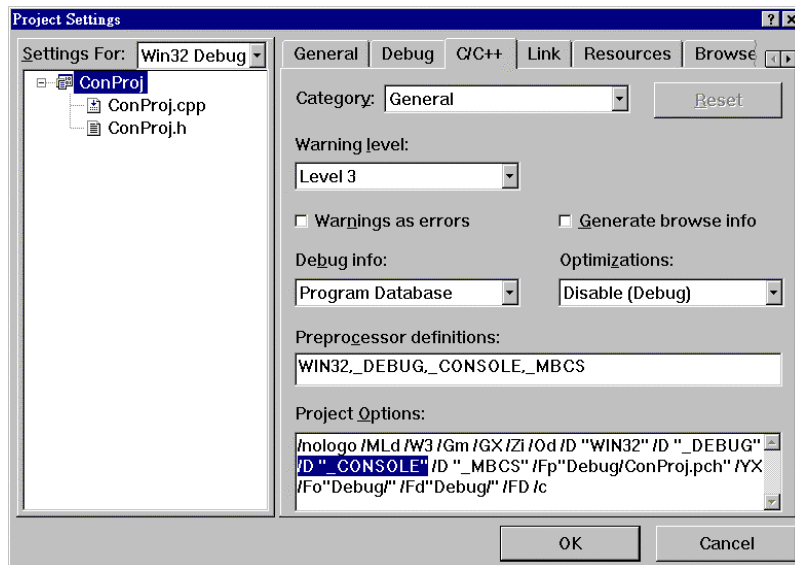 Project Settings
Settings For: Win32 Debug
ConProj
ConProj.cpp
ConProj.h
General Debug C/C++ Link Resources Browse
Category: General
Reset
Warning level:
Level 3
Warnings as errors
Generate browse info
Debug info:
Optimizations:
Program Database
Disable (Debug)
Preprocessor definitions:
WIN32,_DEBUG,_CONSOLE,_MBCS
Project Options:
/nologo /MLd /W3 /Gm /GX /Zi /Od /D "WIN32" /D "_DEBUG"
/D "_CONSOLE" /D "_MBCS" /Fp"Debug/ConProj.pch" /YX
/Fo"Debug/" /Fd"Debug/" /FD /c
OK
Cancel